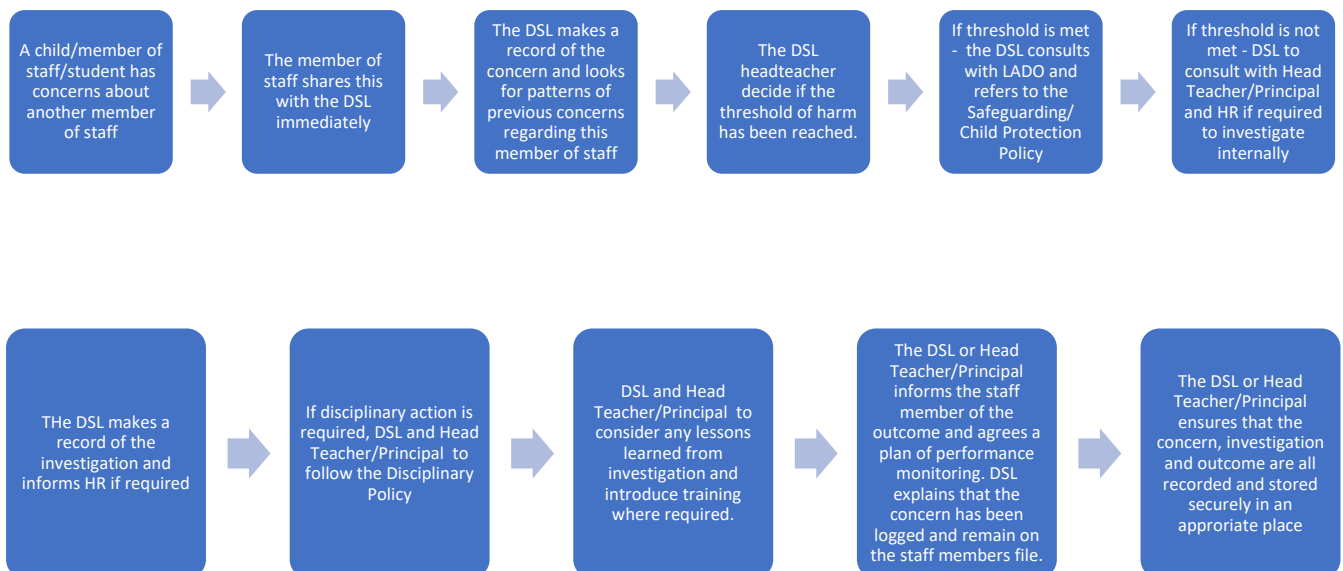 A child/member of
staff/student has
concerns about
another member
of staff
The member of
staff shares this
with the DSL
immediately
The DSL makes a
record of the
concern and looks
for patterns of
previous concerns
regarding this
member of staff
The DSL
headteacher
decide if the
threshold of harm
has been reached.
If threshold is met
- the DSL consults
with LADO and
refers to the
Safeguarding/
Child Protection
Policy
If threshold is not
met - DSL to
consult with Head
Teacher/Principal
and HR if required
to investigate
internally
THe DSL makes a
record of the
investigation and
informs HR if required
If disciplinary action is
required, DSL and Head
Teacher/Principal to
follow the Disciplinary
Policy
DSL and Head
Teacher/Principal to
consider any lessons
learned from
investigation and
introduce training
where required.
The DSL or Head
Teacher/Principal
informs the staff
member of the
outcome and agrees a
plan of performance
monitoring. DSL
explains that the
concern has been
logged and remain on
the staff members file.
The DSL or Head
Teacher/Principal
ensures that the
concern, investigation
and outcome are all
recorded and stored
securely in an
approriate place